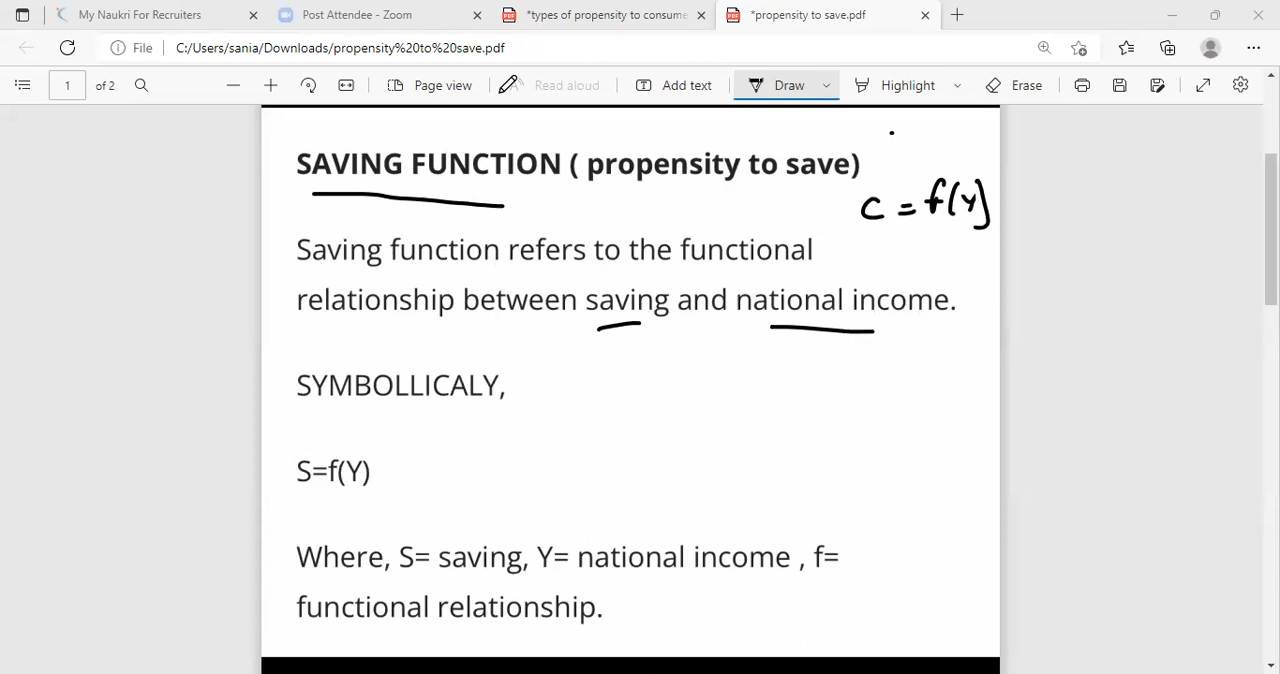 My Naukri For Recruiters
Post Attendee - Zoom
*types of propensity to consume
*propensity to save.pdf
File C:/Users/sania/Downloads/propensity%20to%20save.pdf
1 of 2 Page view Read aloud Add text Draw Highlight Erase
SAVING FUNCTION ( propensity to save)
C = f(Y)
Saving function refers to the functional
relationship between saving and national income.
SYMBOLLICALY,
S=f(Y)
Where, S= saving, Y= national income , f=
functional relationship.